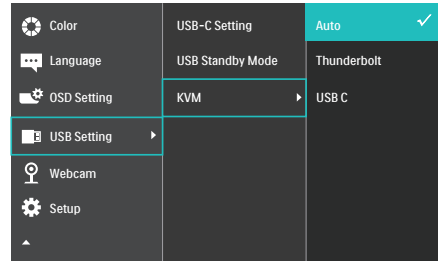 Color
Language
OSD Setting
USB Setting
Webcam
Setup
USB-C Setting
USB Standby Mode
KVM
Auto
Thunderbolt
USB C